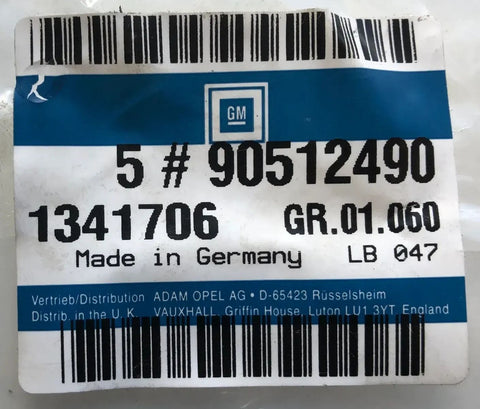 GM
5 # 90512490
1341706 GR.01.060
Made in Germany LB 047
Vertrieb/Distribution ADAM OPEL AG • D-65423 Rüsselsheim
Distrib. in the U.K. VAUXHALL, Griffin House, Luton LU1 3YT, England